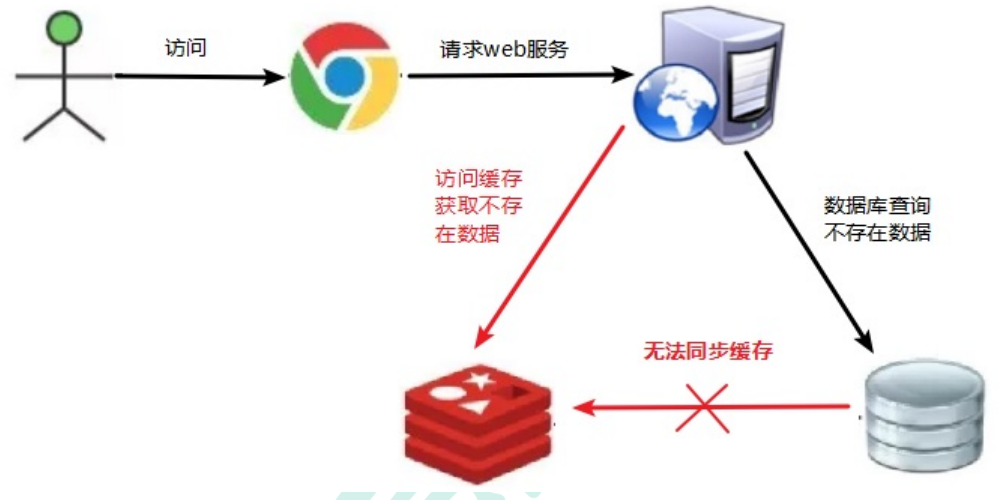 访问
请求web服务
访问缓存
获取不存
在数据
数据库查询
不存在数据
无法同步缓存